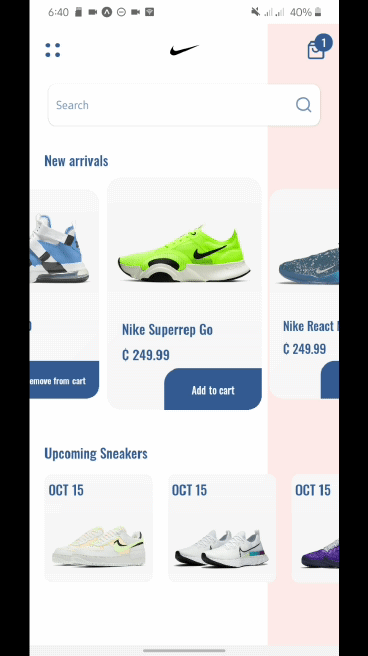 6:40
40%
1
Search
New arrivals
Nike Superrep Go
₵ 249.99
Add to cart
emove from cart
Nike React
₵ 249.99
Upcoming Sneakers
OCT 15
OCT 15
OCT 15